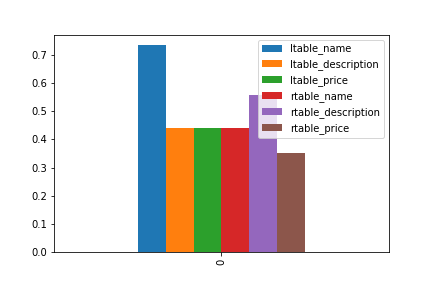 0.7
0.6
0.5
0.4
0.3
0.2
0.1
0.0
ltable_name
ltable_description
ltable_price
rtable_name
rtable_description
rtable_price
0